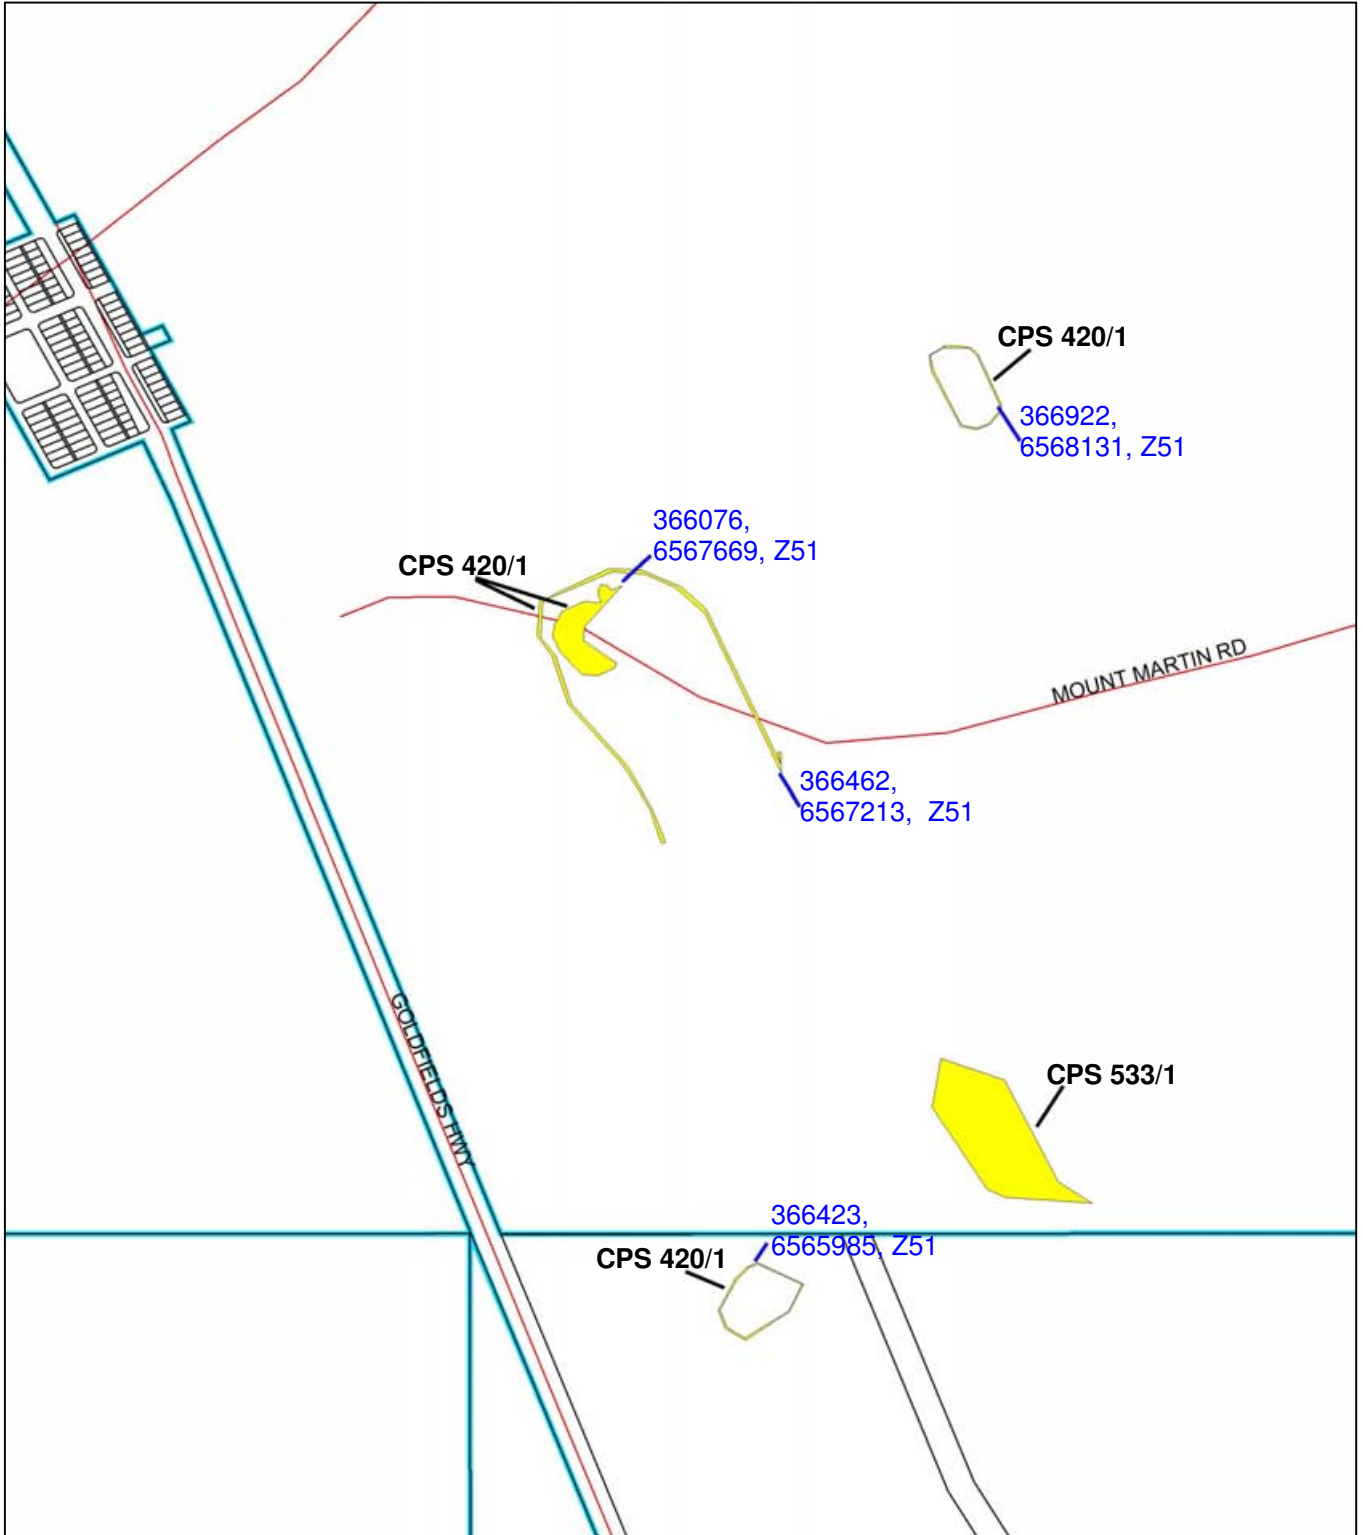 CPS 420/1
366922,
6568131, Z51
366076,
6567669, Z51
CPS 420/1
MOUNT MARTIN RD
366462,
6567213, Z51
GOLDFIELDS HWY
CPS 533/1
366423,
6565985, Z51
CPS 420/1